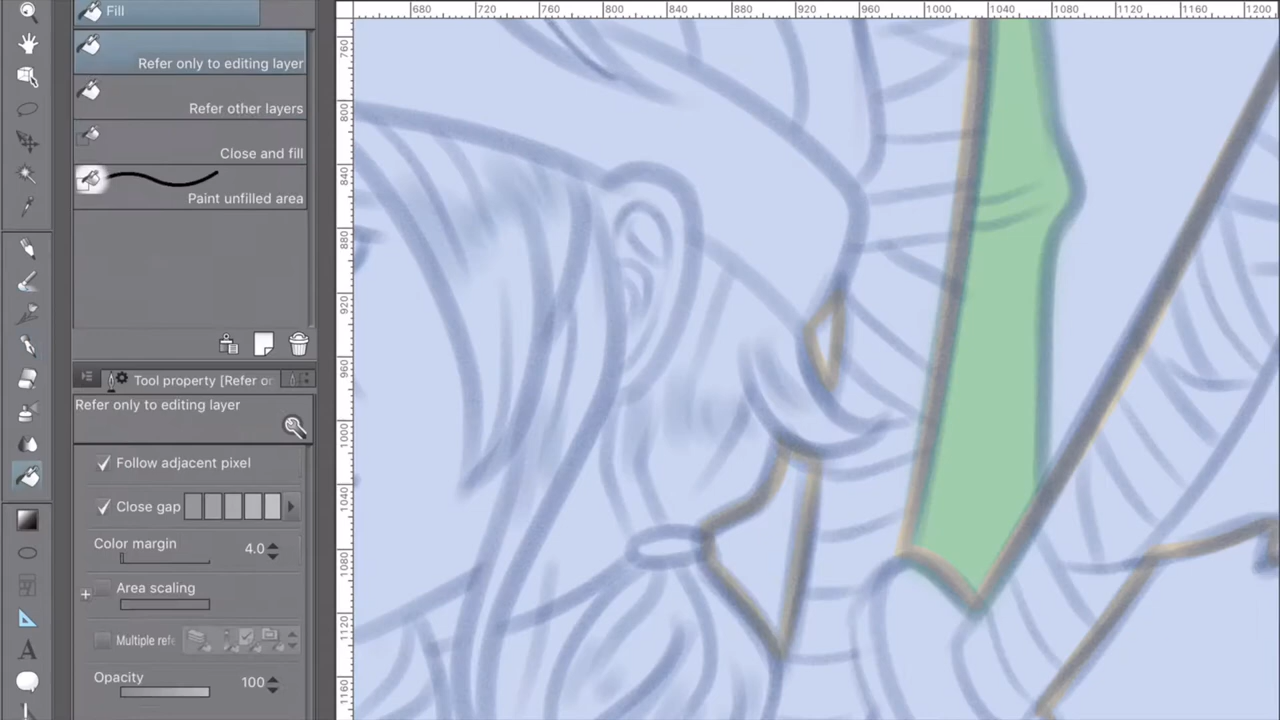 Fill
Refer only to editing layer
Refer other layers
Close and fill
Paint unfilled area
Tool property [Refer or
Refer only to editing layer
Follow adjacent pixel
Close gap
Color margin 4.0
Area scaling
Multiple refe
Opacity 100
680 720 760 800 840 880 920 960 1000 1040 1080 1120 1160 1200
760
800
840
880
920
960
1000
1040
1080
1120
1160
A